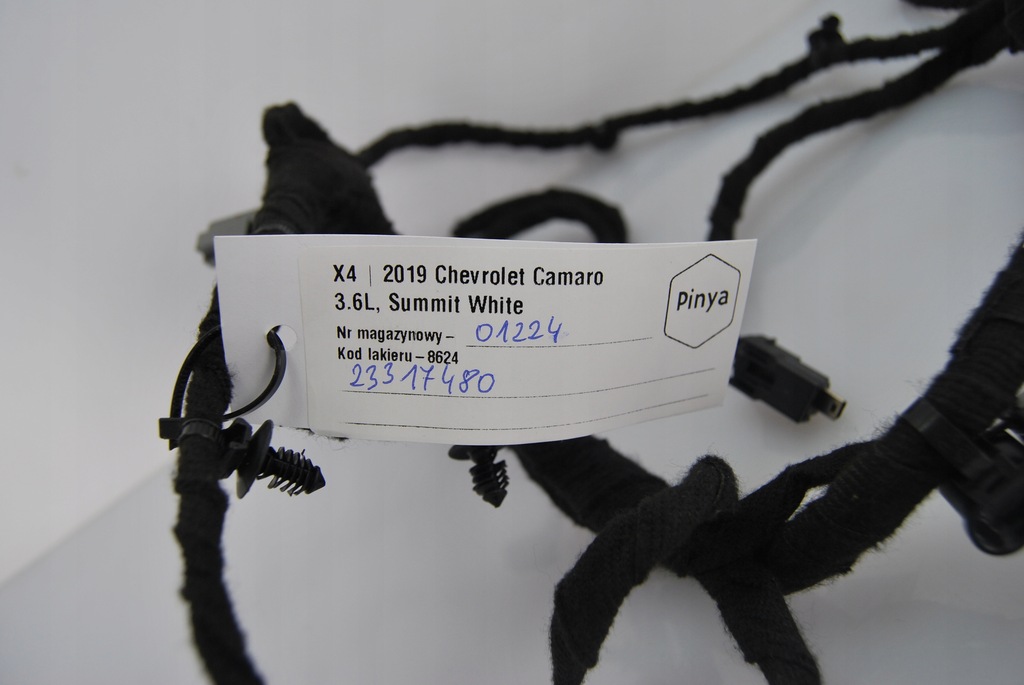 X4 | 2019 Chevrolet Camaro
3.6L, Summit White
Nr magazynowy – 01224
Kod lakieru – 8624
23317480
pinya